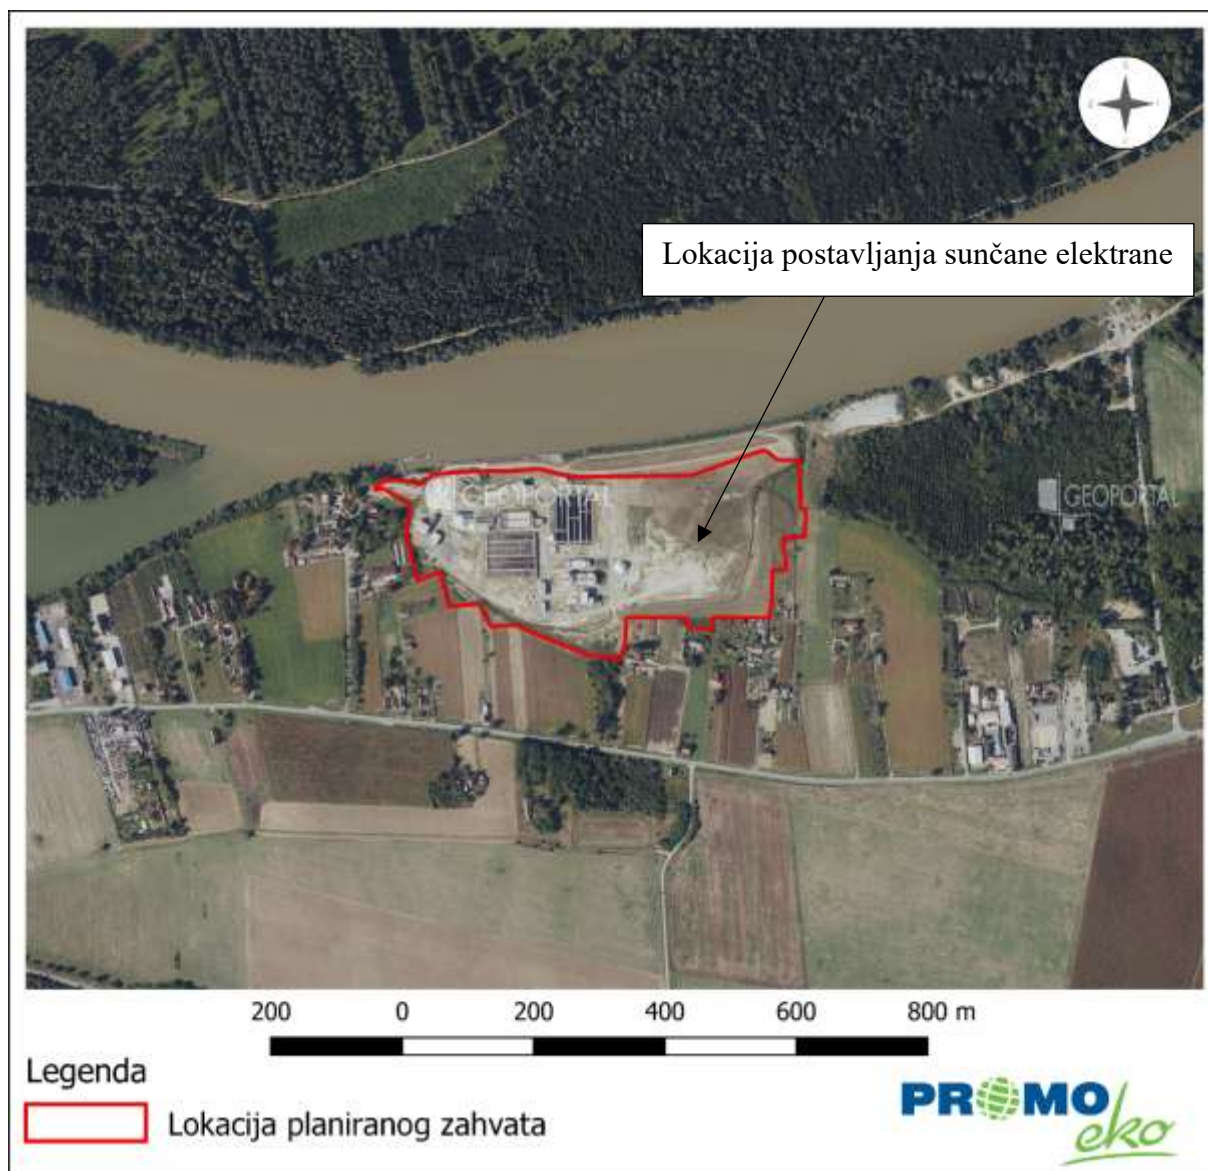 Lokacija postavljanja sunčane elektrane
GEOPORTAL
GEOPORTAL
200 0 200 400 600 800 m
Legenda
Lokacija planiranog zahvata
PROMO
eko